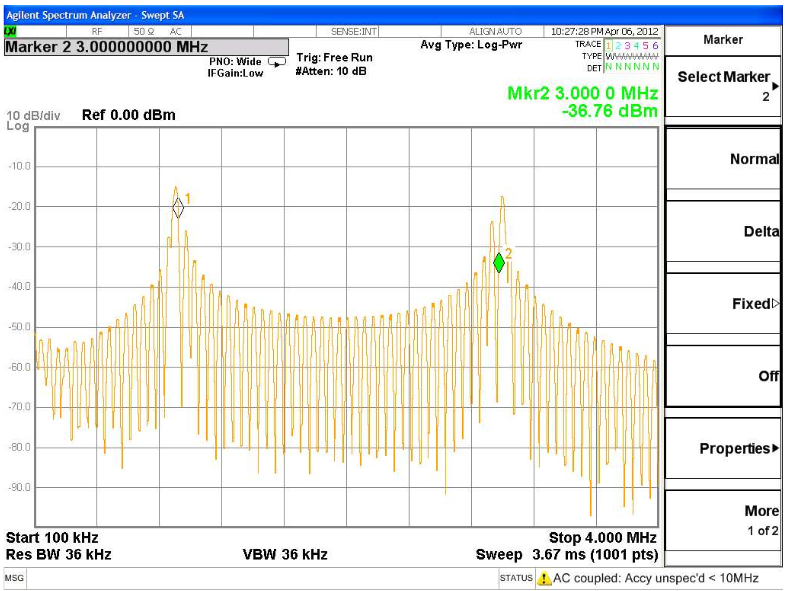 Agilent Spectrum Analyzer - Swept SA
LXI RF 50 Ω AC SENSE:INT ALIGN AUTO 10:27:28 PM Apr 06, 2012
Marker 2 3.000000000 MHz
PNO: Wide
IFGain:Low
Trig: Free Run
#Atten: 10 dB
Avg Type: Log-Pwr
TRACE 1 2 3 4 5 6
TYPE
DET N N N N N N
Mkr2 3.000 0 MHz
-36.76 dBm
10 dB/div
Log
Ref 0.00 dBm
-10.0
-20.0
-30.0
-40.0
-50.0
-60.0
-70.0
-80.0
-90.0
1
2
Start 100 kHz
Stop 4.000 MHz
Res BW 36 kHz
VBW 36 kHz
Sweep 3.67 ms (1001 pts)
Marker
Select Marker
2
Normal
Delta
Fixed
Off
Properties
More
1 of 2
MSG
STATUS
AC coupled: Accy unspec'd < 10MHz